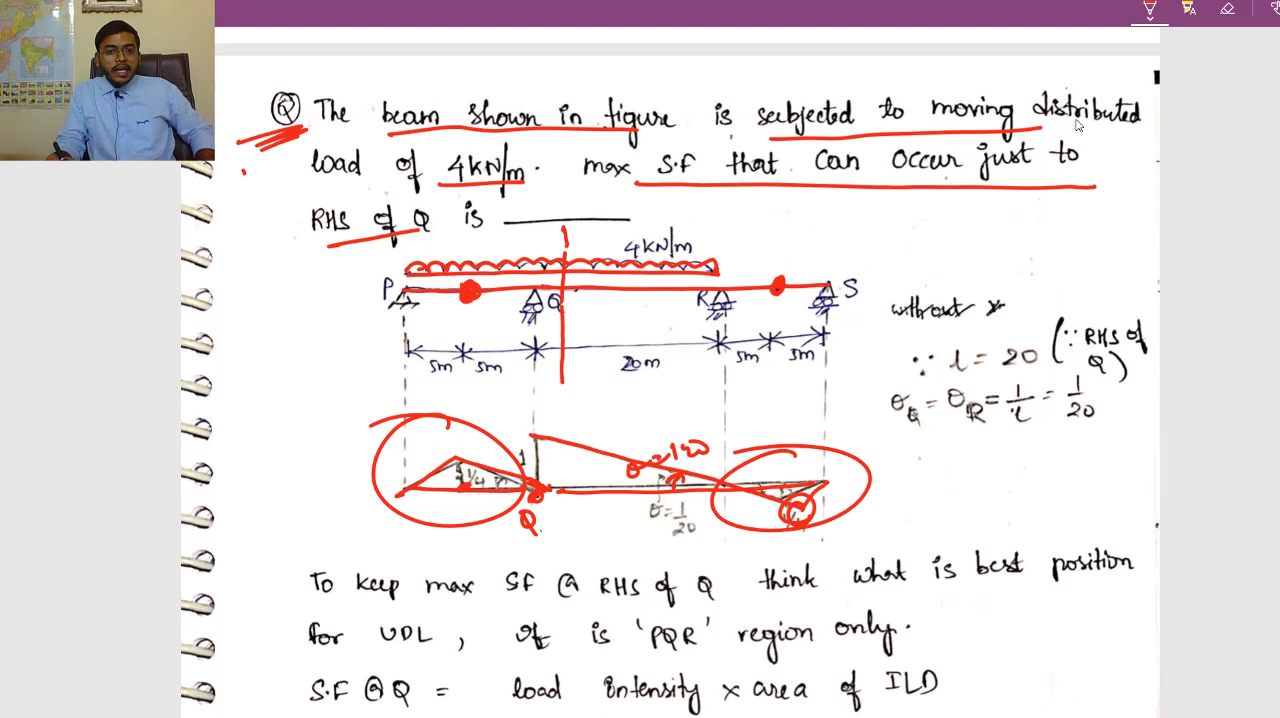 Q The beam shown in figure is subjected to moving distributed
load of 4kN/m. max S.F that can occur just to
RHS of Q is
1
4kN/m
P Q R S
5m 5m 20m 5m 5m
without
∵ l = 20 (∵ RHS of Q)
θQ = θR = 1/l = 1/20
1
1/4
θ = 1/20
Q
To keep max SF @ RHS of Q think what is best position
for UDL, it is 'PQR' region only.
S.F @ Q = load intensity x area of ILD